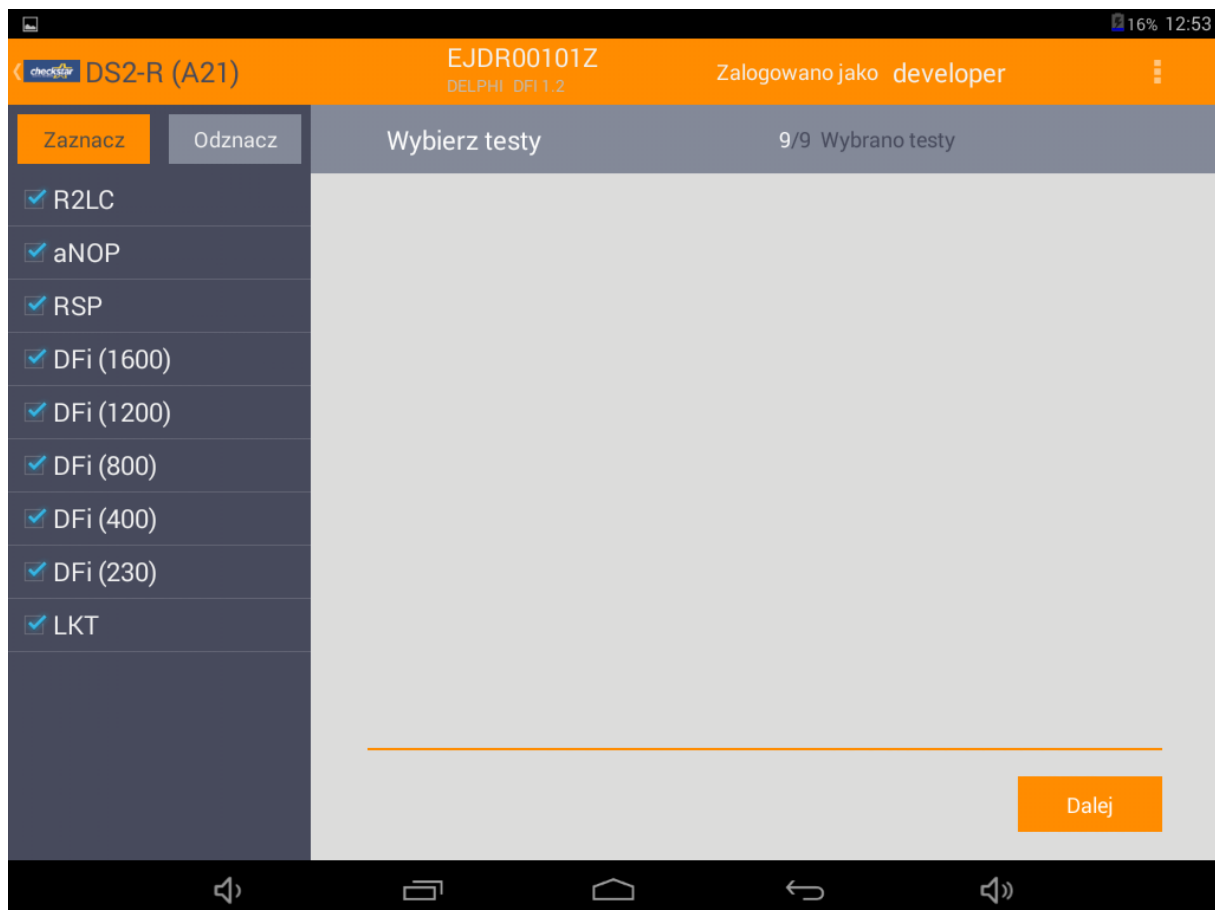 16% 12:53
checkstar DS2-R (A21)
EJDR00101Z
DELPHI DFI 1.2
Zalogowano jako developer
Zaznacz Odznacz
Wybierz testy
9/9 Wybrano testy
R2LC
aNOP
RSP
DFi (1600)
DFi (1200)
DFi (800)
DFi (400)
DFi (230)
LKT
Dalej